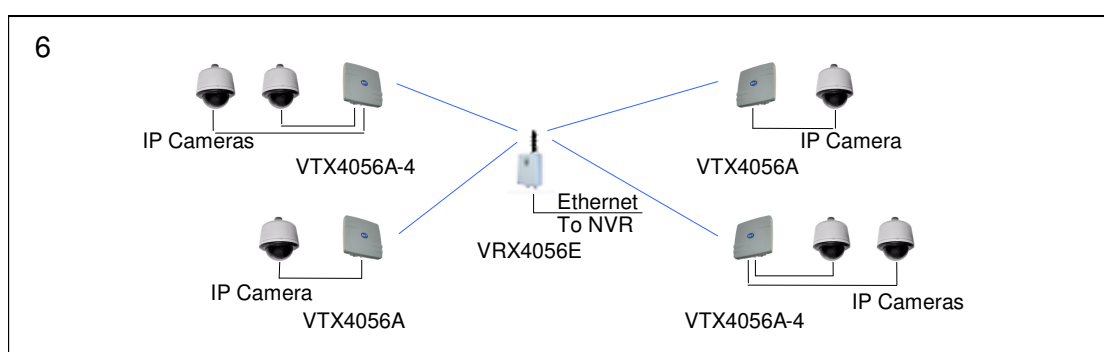 6
IP Cameras
VTX4056A-4
IP Camera
VTX4056A
Ethernet
To NVR
VRX4056E
IP Camera
VTX4056A
IP Cameras
VTX4056A-4